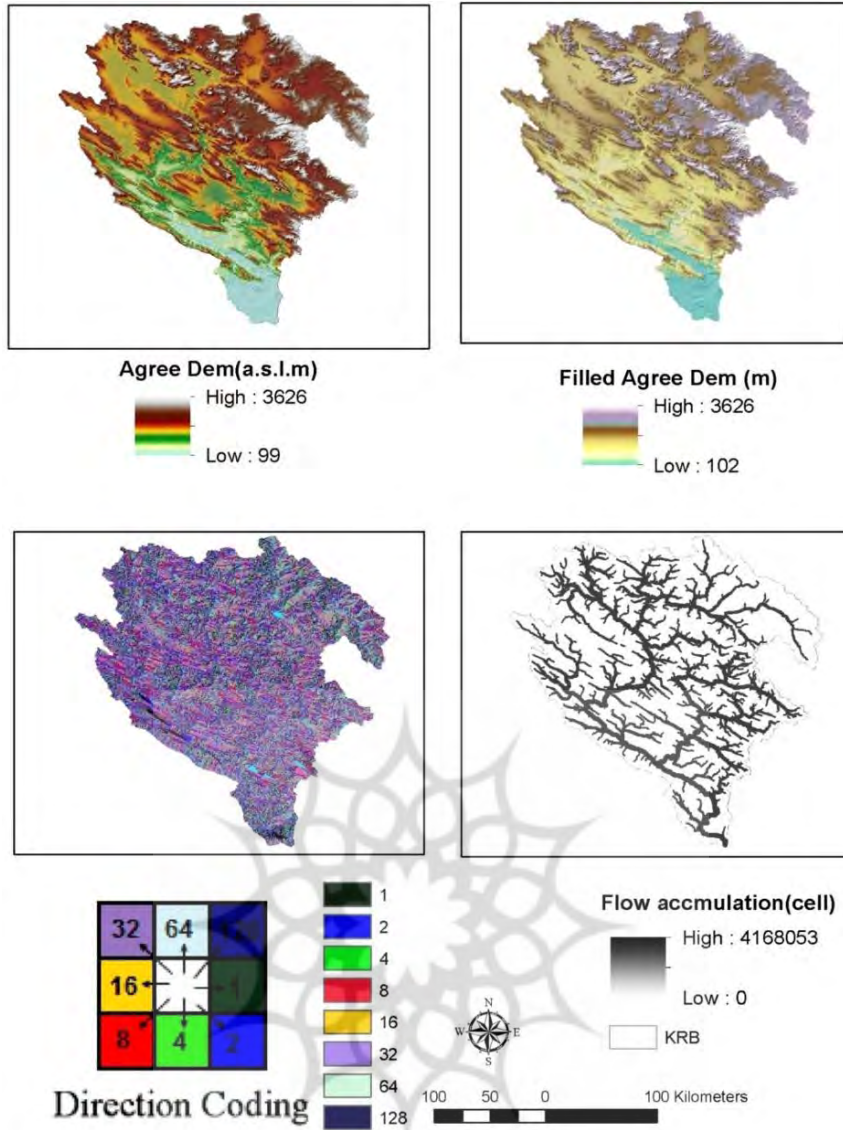 Agree Dem(a.s.l.m)
High : 3626
Low : 99
Filled Agree Dem (m)
High : 3626
Low : 102
32 64 128
16 1
8 4 2
Direction Coding
1
2
4
8
16
32
64
128
Flow accmulation(cell)
High : 4168053
Low : 0
KRB
N
W E
S
100 50 0 100 Kilometers